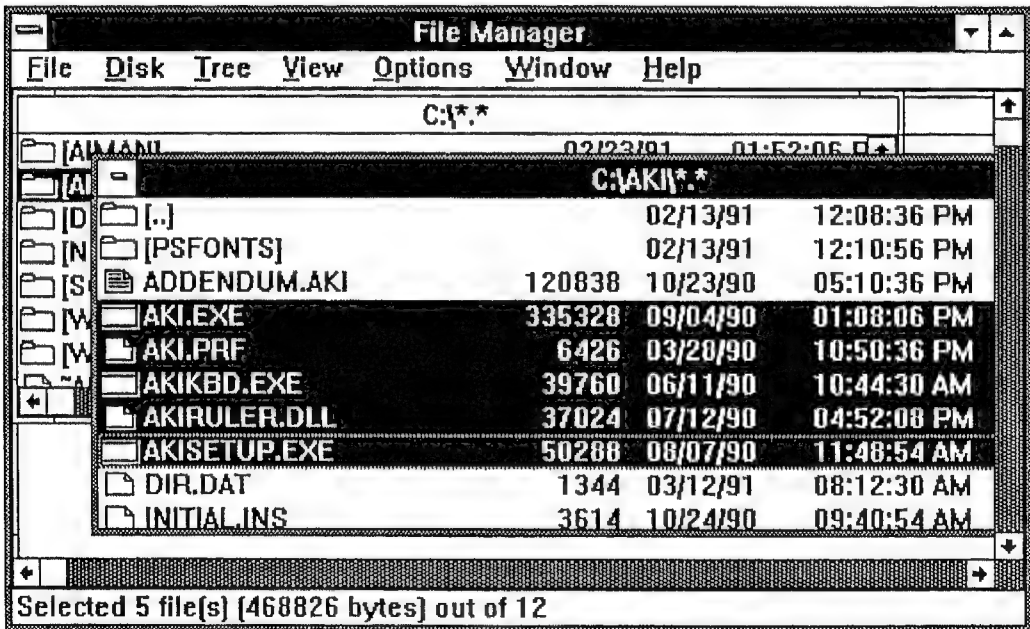 File Manager
File Disk Tree View Options Window Help
C:\*.*
[AIMAN] 02/23/91 01:52:06 P
C:\AKI\*.*
[..] 02/13/91 12:08:36 PM
[PSFONTS] 02/13/91 12:10:56 PM
ADDENDUM.AKI 120838 10/23/90 05:10:36 PM
AKI.EXE 335328 09/04/90 01:08:06 PM
AKI.PRF 6426 03/28/90 10:50:36 PM
AKIKBD.EXE 39760 06/11/90 10:44:30 AM
AKIRULER.DLL 37024 07/12/90 04:52:08 PM
AKISETUP.EXE 50288 08/07/90 11:48:54 AM
DIR.DAT 1344 03/12/91 08:12:30 AM
INITIAL.INS 3614 10/24/90 09:40:54 AM
Selected 5 file(s) (468826 bytes) out of 12